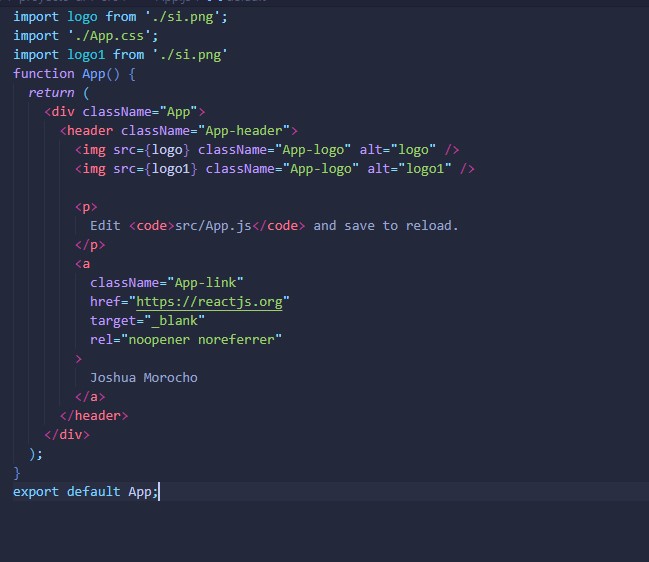 import logo from './si.png';
import './App.css';
import logo1 from './si.png'
function App() {
  return (
    <div className="App">
      <header className="App-header">
        <img src={logo} className="App-logo" alt="logo" />
        <img src={logo1} className="App-logo" alt="logo1" />

        <p>
          Edit <code>src/App.js</code> and save to reload.
        </p>
        <a
          className="App-link"
          href="https://reactjs.org"
          target="_blank"
          rel="noopener noreferrer"
        >
          Joshua Morocho
        </a>
      </header>
    </div>
  );
}
export default App;